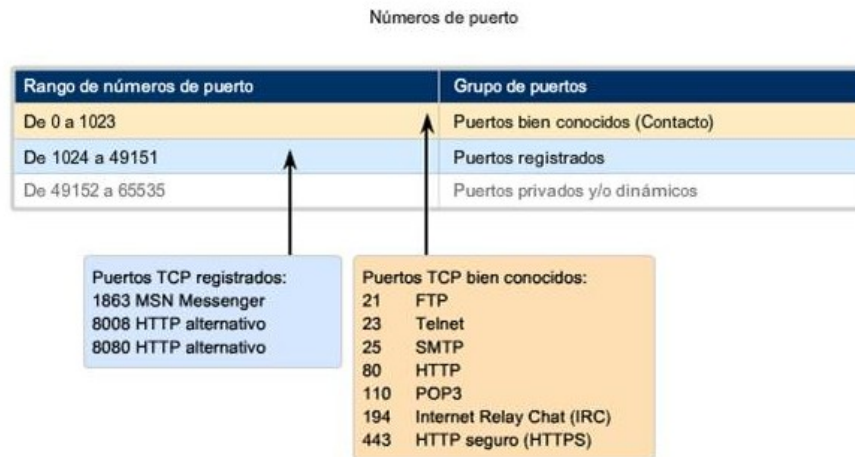 Números de puerto
Rango de números de puerto Grupo de puertos
De 0 a 1023 Puertos bien conocidos (Contacto)
De 1024 a 49151 Puertos registrados
De 49152 a 65535 Puertos privados y/o dinámicos
Puertos TCP registrados:
1863 MSN Messenger
8008 HTTP alternativo
8080 HTTP alternativo
Puertos TCP bien conocidos:
21 FTP
23 Telnet
25 SMTP
80 HTTP
110 POP3
194 Internet Relay Chat (IRC)
443 HTTP seguro (HTTPS)